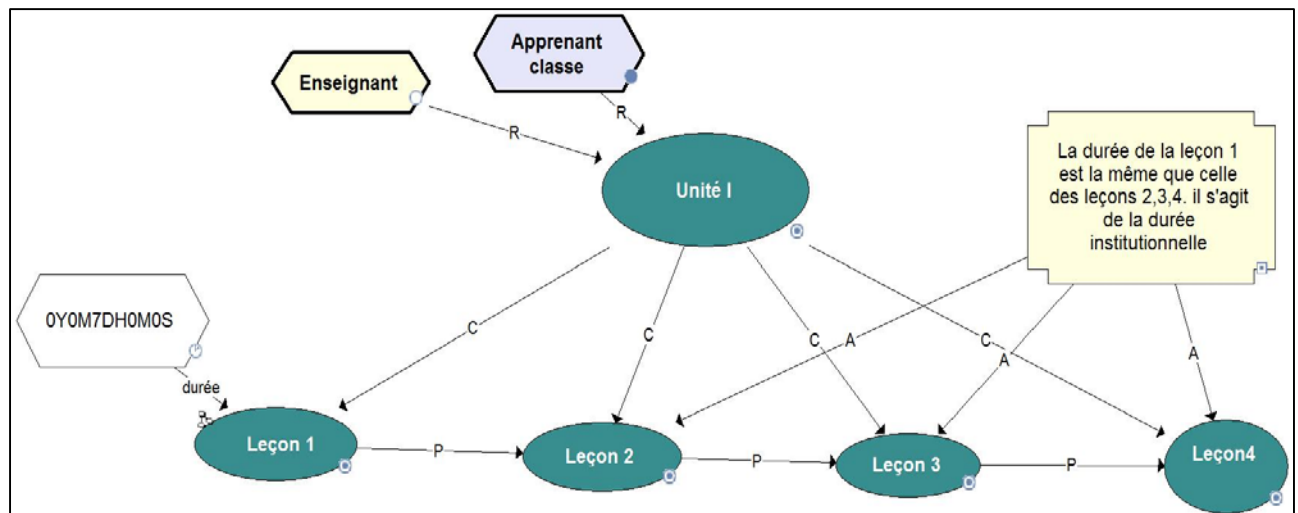 Apprenant
classe
Enseignant
R
R
Unité I
La durée de la leçon 1
est la même que celle
des leçons 2,3,4. il s'agit
de la durée
institutionnelle
0Y0M7DH0M0S
durée
C
C
C
A
C
A
A
Leçon 1
P
Leçon 2
P
Leçon 3
P
Leçon4